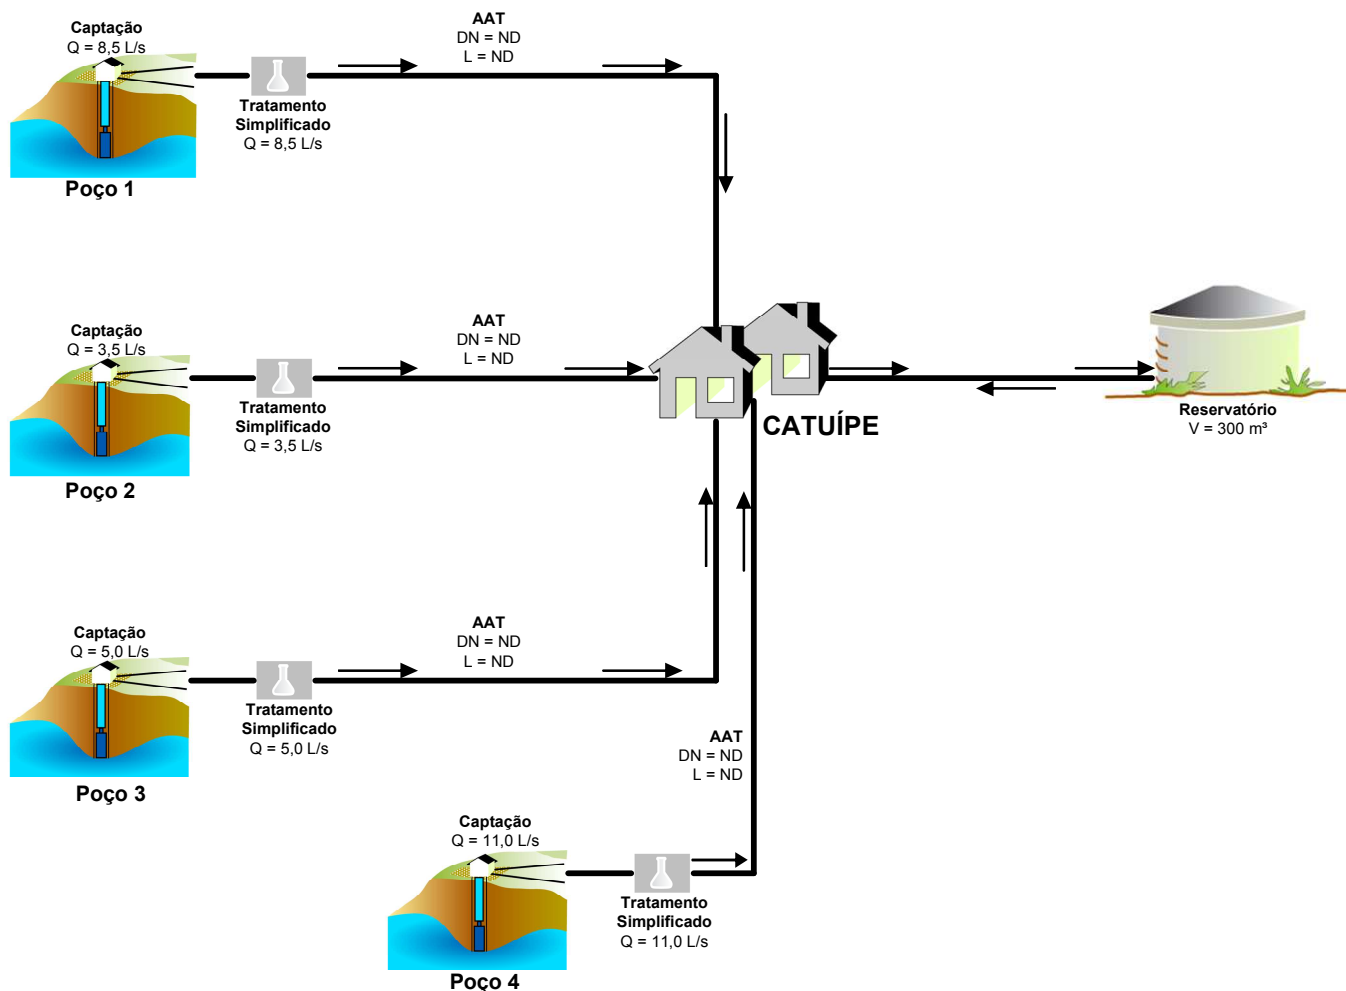 Captação
Q = 8,5 L/s
Poço 1
Tratamento
Simplificado
Q = 8,5 L/s
AAT
DN = ND
L = ND
Captação
Q = 3,5 L/s
Poço 2
Tratamento
Simplificado
Q = 3,5 L/s
AAT
DN = ND
L = ND
CATUÍPE
Reservatório
V = 300 m³
Captação
Q = 5,0 L/s
Poço 3
Tratamento
Simplificado
Q = 5,0 L/s
AAT
DN = ND
L = ND
AAT
DN = ND
L = ND
Captação
Q = 11,0 L/s
Poço 4
Tratamento
Simplificado
Q = 11,0 L/s